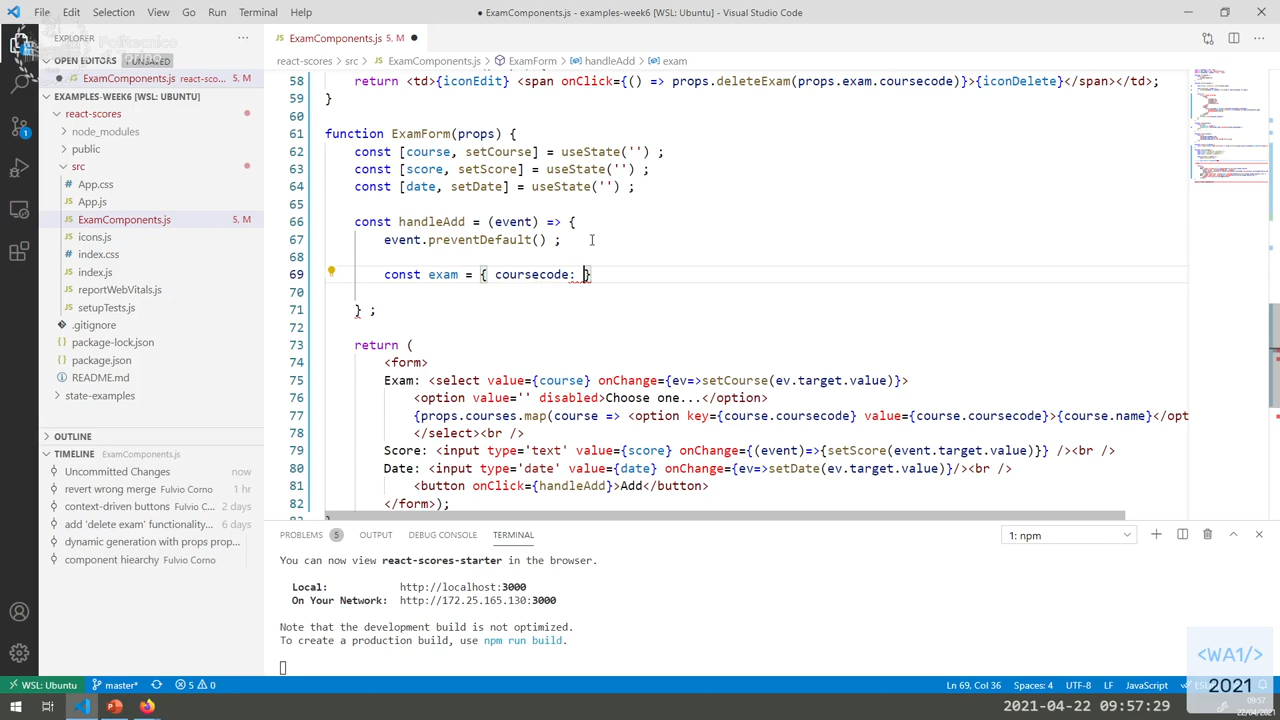 File Edit Selection View Go Run Terminal Help
ExamComponents.js - examples-week6 [WSL: Ubuntu] - Visual Studio Code
EXPLORER
Politecnico
OPEN EDITORS 1 UNSAVED
ExamComponents.js react-sco... 5, M
EXAMPLES-WEEK6 [WSL: UBUNTU]
react-scores
node_modules
public
src
App.css
App.js
ExamComponents.js 5, M
icons.js
index.css
index.js
reportWebVitals.js
setupTests.js
.gitignore
package-lock.json
package.json
README.md
state-examples
OUTLINE
TIMELINE ExamComponents.js
Uncommitted Changes now
revert wrong merge Fulvio Corno 1 hr
context-driven buttons Fulvio C... 2 days
add 'delete exam' functionality... 6 days
dynamic generation with props prop...
component hiearchy Fulvio Corno
ExamComponents.js 5, M
react-scores > src > ExamComponents.js > ExamForm > handleAdd > exam
58 return <td>{iconEdit} <span onClick={() => props.deleteExam(props.exam.coursecode)}>{iconDelete}</span></td>;
59 }
60
61 function ExamForm(props) {
62 const [course, setCourse] = useState('') ;
63 const [score, setScore] = useState('') ;
64 const [date, setDate] = useState('') ;
65
66 const handleAdd = (event) => {
67 event.preventDefault() ;
68
69 const exam = { coursecode: }
70
71 } ;
72
73 return (
74 <form>
75 Exam: <select value={course} onChange={ev=>setCourse(ev.target.value)}>
76 <option value='' disabled>Choose one...</option>
77 {props.courses.map(course => <option key={course.coursecode} value={course.coursecode}>{course.name}</opt
78 </select><br />
79 Score: <input type='text' value={score} onChange={(event)=>{setScore(event.target.value)}} /><br />
80 Date: <input type='date' value={date} onChange={ev=>setDate(ev.target.value)}/><br />
81 <button onClick={handleAdd}>Add</button>
82 </form>);
PROBLEMS 5 OUTPUT DEBUG CONSOLE TERMINAL
1: npm
You can now view react-scores-starter in the browser.
Local: http://localhost:3000
On Your Network: http://172.25.165.130:3000
Note that the development build is not optimized.
To create a production build, use npm run build.
WSL: Ubuntu master* 5 0
Ln 69, Col 36 Spaces: 4 UTF-8 LF JavaScript
<WA1/>
2021
2021-04-22 09:57:29
09:57
22/04/2021